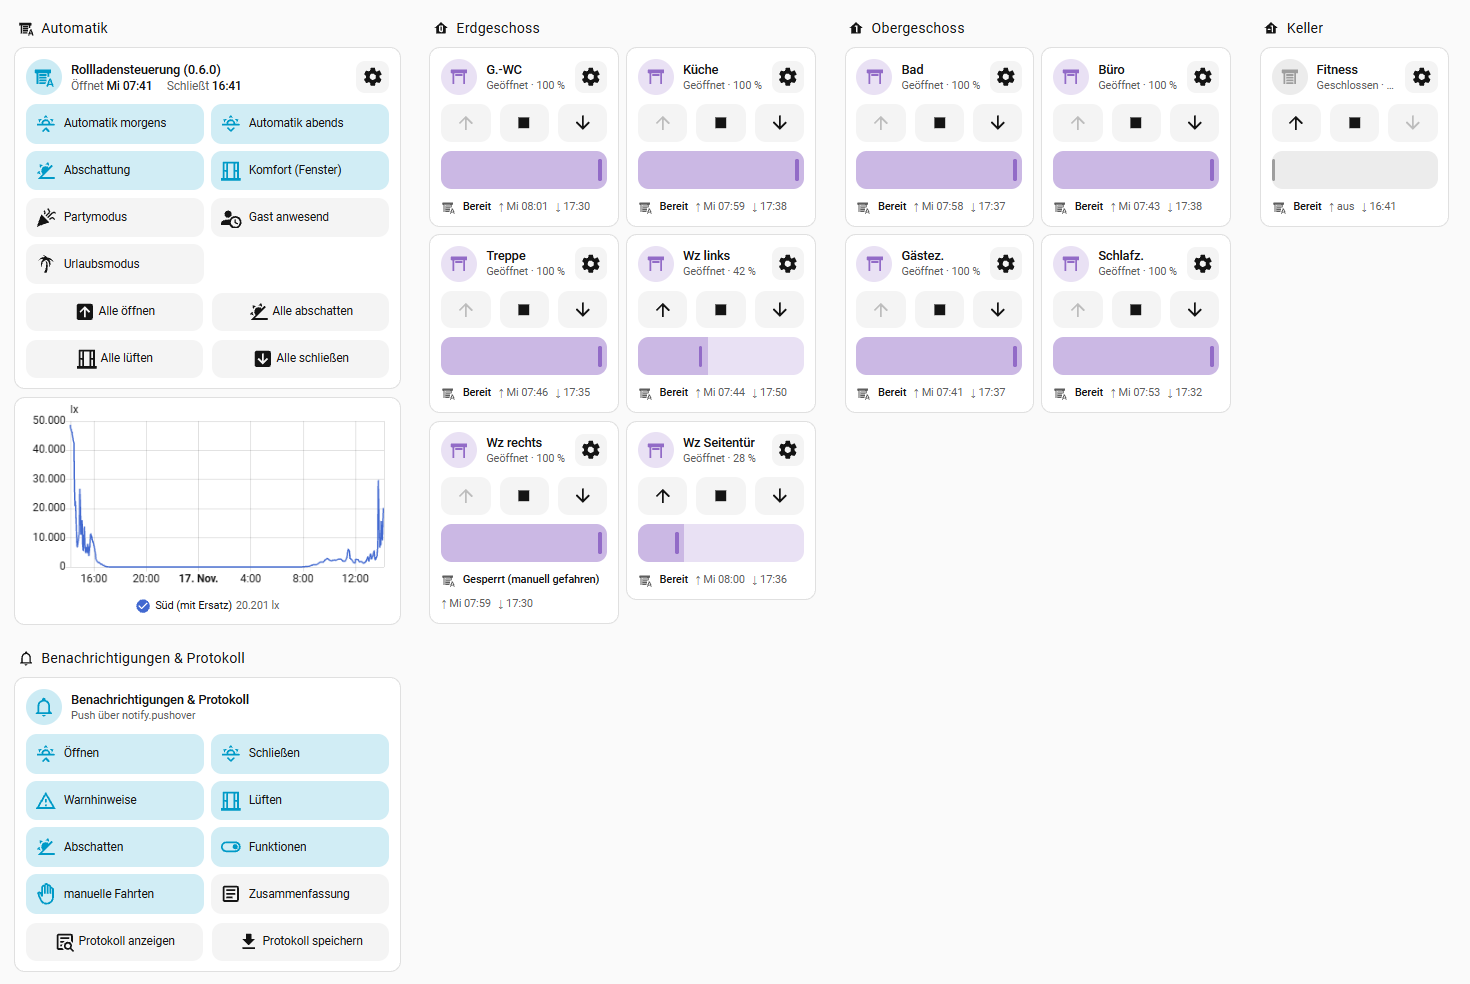 Automatik
Rollladensteuerung (0.6.0)
Öffnet Mi 07:41 Schließt 16:41
Automatik morgens
Automatik abends
Abschattung
Komfort (Fenster)
Partymodus
Gast anwesend
Urlaubsmodus
Alle öffnen
Alle abschatten
Alle lüften
Alle schließen
lx
50.000
40.000
30.000
20.000
10.000
0
16:00 20:00 17. Nov. 4:00 8:00 12:00
Süd (mit Ersatz) 20.201 lx
Benachrichtigungen & Protokoll
Benachrichtigungen & Protokoll
Push über notify.pushover
Öffnen
Schließen
Warnhinweise
Lüften
Abschatten
Funktionen
manuelle Fahrten
Zusammenfassung
Protokoll anzeigen
Protokoll speichern
Erdgeschoss
G.-WC
Geöffnet · 100 %
Bereit ↑ Mi 08:01 ↓ 17:30
Küche
Geöffnet · 100 %
Bereit ↑ Mi 07:59 ↓ 17:38
Treppe
Geöffnet · 100 %
Bereit ↑ Mi 07:46 ↓ 17:35
Wz links
Geöffnet · 42 %
Bereit ↑ Mi 07:44 ↓ 17:50
Wz rechts
Geöffnet · 100 %
Gesperrt (manuell gefahren)
↑ Mi 07:59 ↓ 17:30
Wz Seitentür
Geöffnet · 28 %
Bereit ↑ Mi 08:00 ↓ 17:36
Obergeschoss
Bad
Geöffnet · 100 %
Bereit ↑ Mi 07:58 ↓ 17:37
Büro
Geöffnet · 100 %
Bereit ↑ Mi 07:43 ↓ 17:38
Gästez.
Geöffnet · 100 %
Bereit ↑ Mi 07:41 ↓ 17:37
Schlafz.
Geöffnet · 100 %
Bereit ↑ Mi 07:53 ↓ 17:32
Keller
Fitness
Geschlossen · ...
Bereit ↑ aus ↓ 16:41